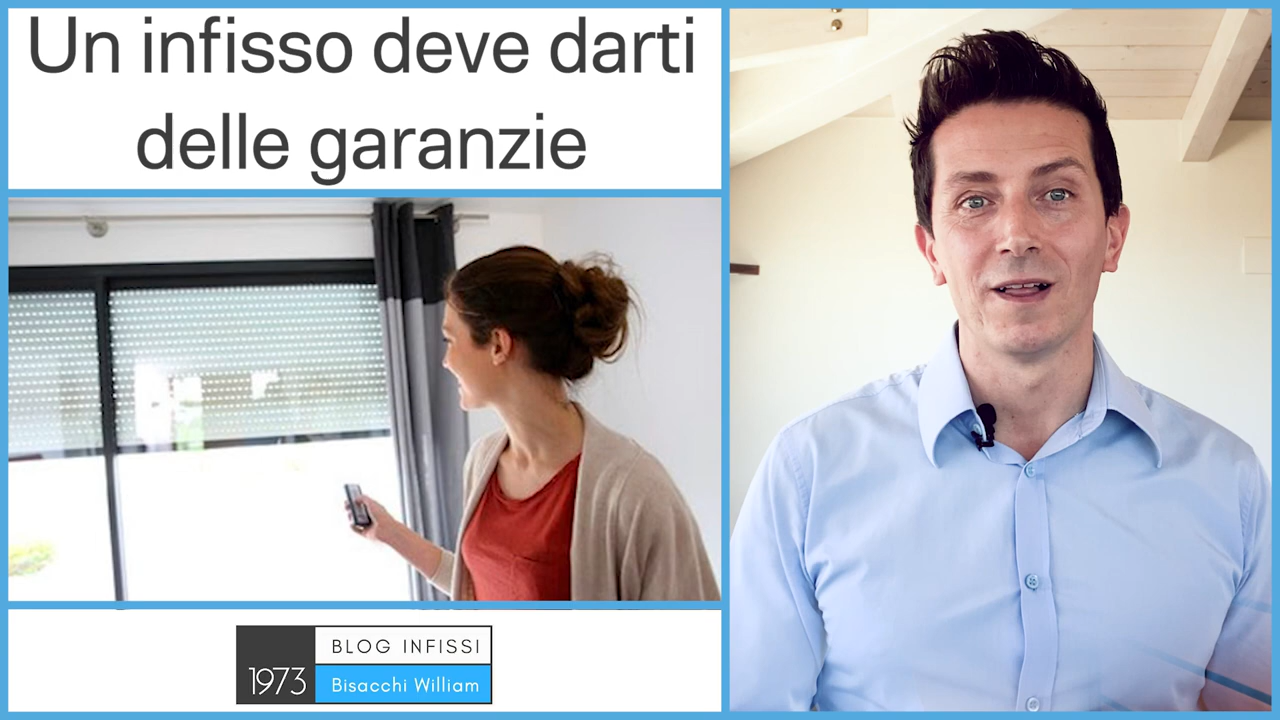 Un infisso deve darti
delle garanzie
1973
BLOG INFISSI
Bisacchi William